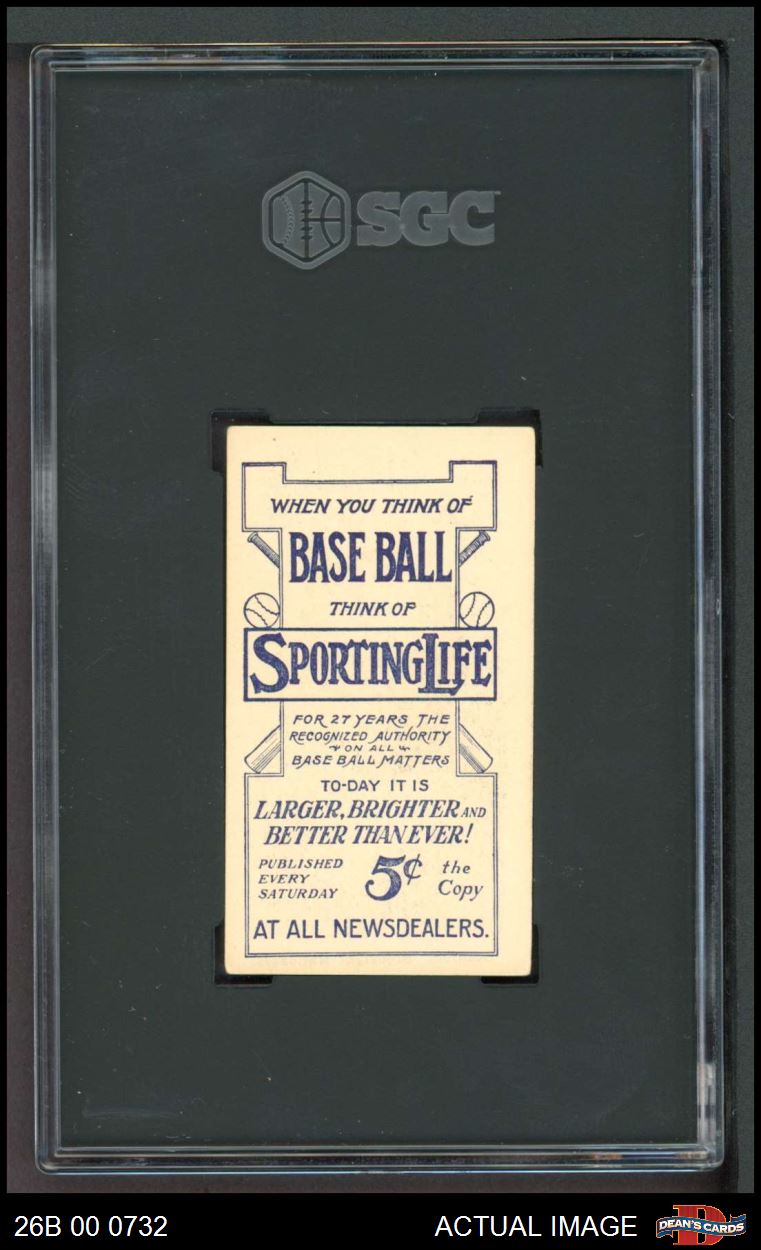 SGC
WHEN YOU THINK OF
BASE BALL
THINK OF
SPORTING LIFE
FOR 27 YEARS THE
RECOGNIZED AUTHORITY
ON ALL
BASE BALL MATTERS
TO-DAY IT IS
LARGER, BRIGHTER AND
BETTER THAN EVER!
PUBLISHED
EVERY
SATURDAY
5¢
the
Copy
AT ALL NEWSDEALERS.
26B 00 0732
ACTUAL IMAGE
DEAN'S CARDS